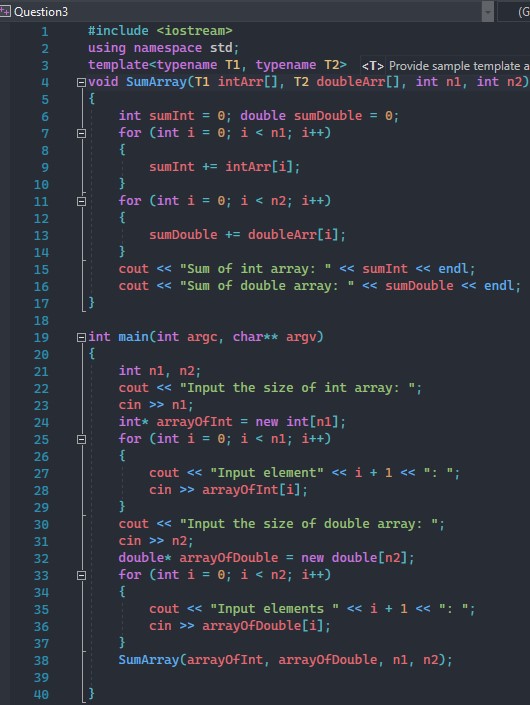 Question3 (G
1 #include <iostream>
2 using namespace std;
3 template<typename T1, typename T2> <T> Provide sample template a
4 void SumArray(T1 intArr[], T2 doubleArr[], int n1, int n2)
5 {
6 int sumInt = 0; double sumDouble = 0;
7 for (int i = 0; i < n1; i++)
8 {
9 sumInt += intArr[i];
10 }
11 for (int i = 0; i < n2; i++)
12 {
13 sumDouble += doubleArr[i];
14 }
15 cout << "Sum of int array: " << sumInt << endl;
16 cout << "Sum of double array: " << sumDouble << endl;
17 }
18
19 int main(int argc, char** argv)
20 {
21 int n1, n2;
22 cout << "Input the size of int array: ";
23 cin >> n1;
24 int* arrayOfInt = new int[n1];
25 for (int i = 0; i < n1; i++)
26 {
27 cout << "Input element" << i + 1 << ": ";
28 cin >> arrayOfInt[i];
29 }
30 cout << "Input the size of double array: ";
31 cin >> n2;
32 double* arrayOfDouble = new double[n2];
33 for (int i = 0; i < n2; i++)
34 {
35 cout << "Input elements " << i + 1 << ": ";
36 cin >> arrayOfDouble[i];
37 }
38 SumArray(arrayOfInt, arrayOfDouble, n1, n2);
39
40 }